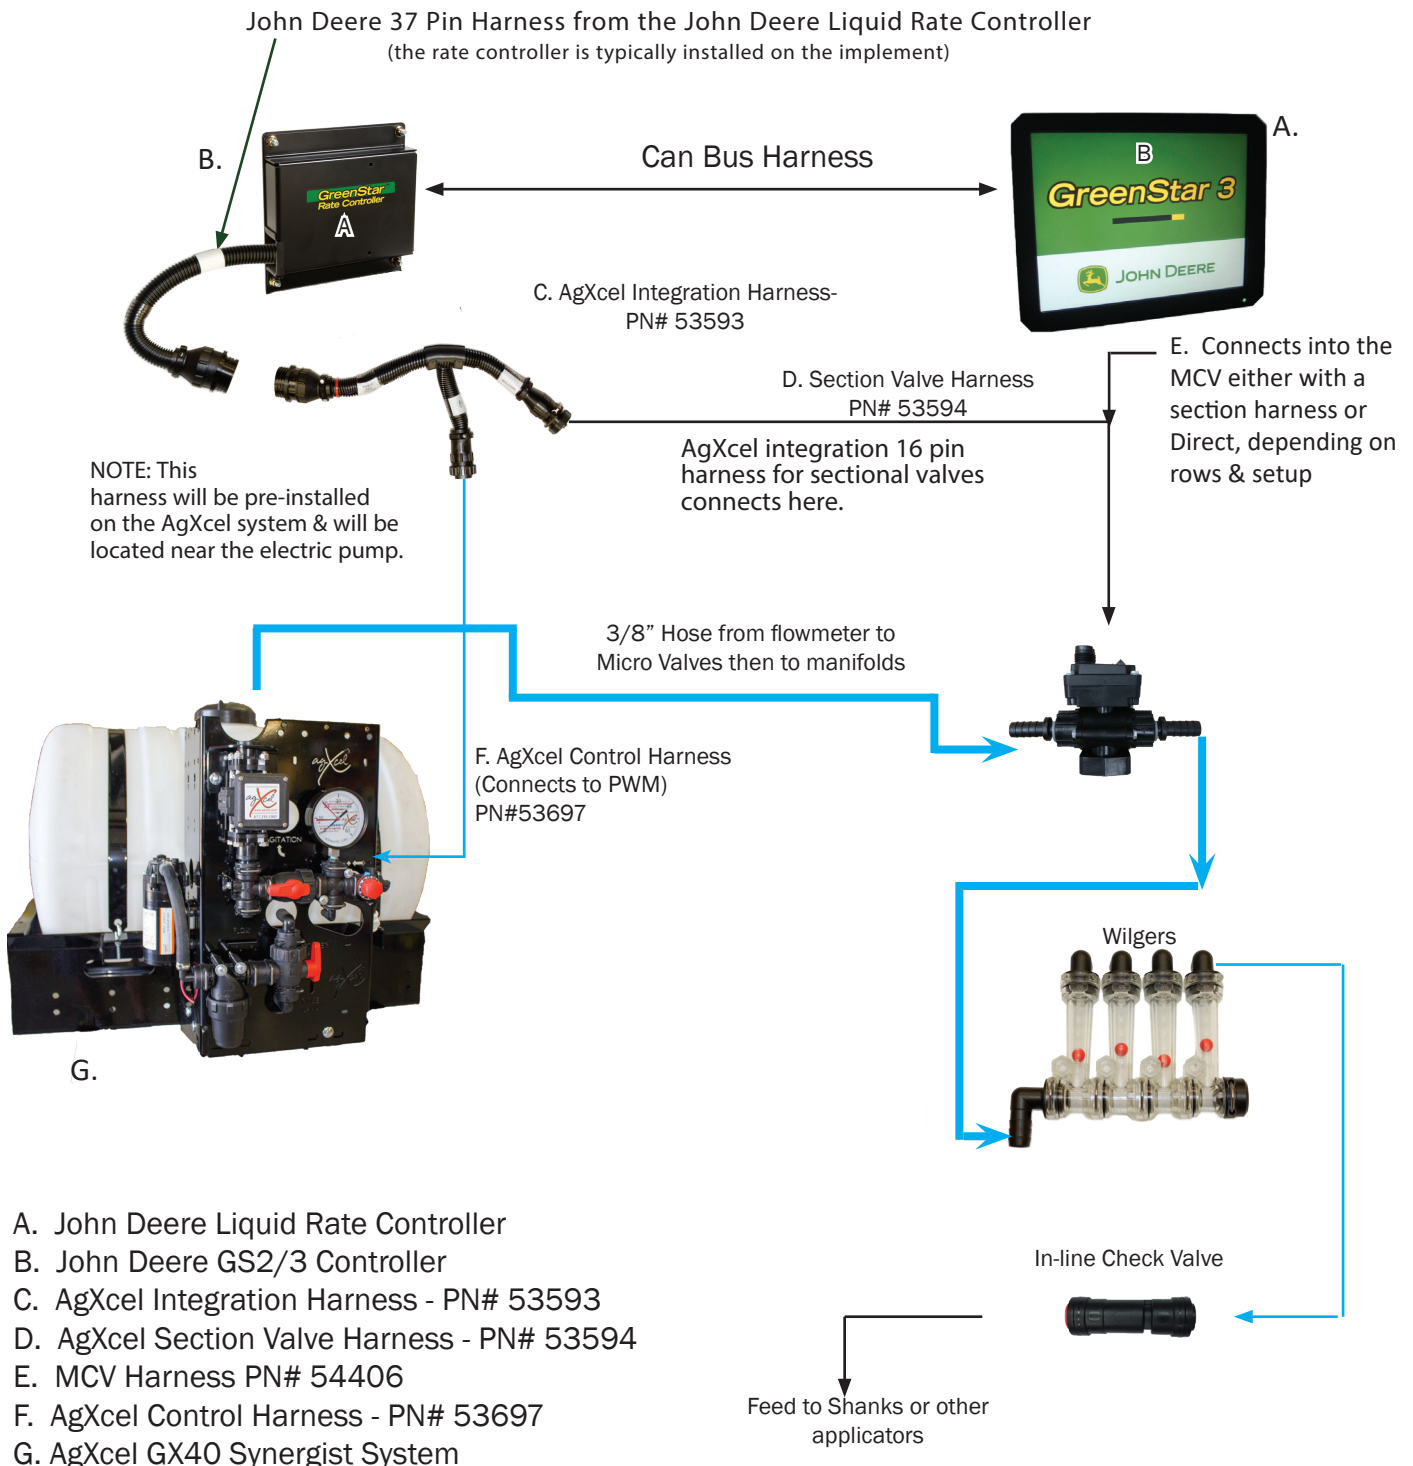 John Deere 37 Pin Harness from the John Deere Liquid Rate Controller
(the rate controller is typically installed on the implement)
B.
GreenStar
Rate Controller
A
Can Bus Harness
A.
B
GreenStar 3
JOHN DEERE
C. AgXcel Integration Harness-
PN# 53593
D. Section Valve Harness
PN# 53594
E. Connects into the
MCV either with a
section harness or
Direct, depending on
rows & setup
AgXcel integration 16 pin
harness for sectional valves
connects here.
NOTE: This
harness will be pre-installed
on the AgXcel system & will be
located near the electric pump.
3/8” Hose from flowmeter to
Micro Valves then to manifolds
F. AgXcel Control Harness
(Connects to PWM)
PN#53697
agXcel
agXcel
GITATION
agXcel
G.
Wilgers
In-line Check Valve
Feed to Shanks or other
applicators
A. John Deere Liquid Rate Controller
B. John Deere GS2/3 Controller
C. AgXcel Integration Harness - PN# 53593
D. AgXcel Section Valve Harness - PN# 53594
E. MCV Harness PN# 54406
F. AgXcel Control Harness - PN# 53697
G. AgXcel GX40 Synergist System